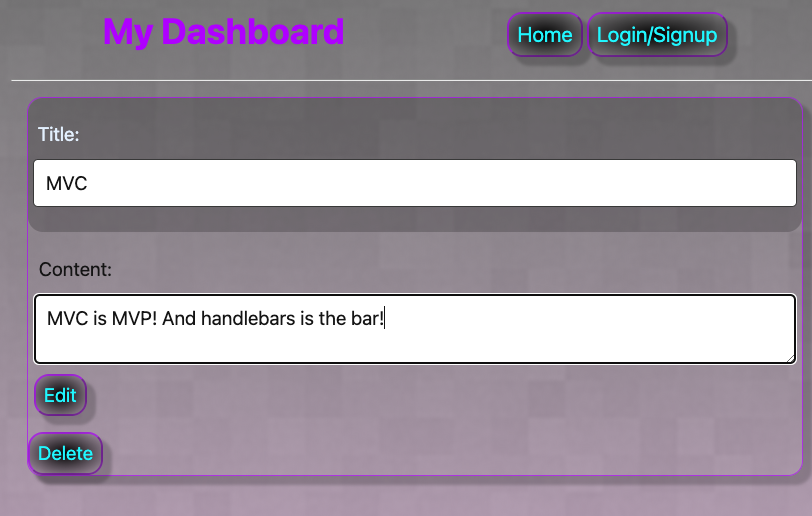 My Dashboard
Home
Login/Signup
Title:
MVC
Content:
MVC is MVP! And handlebars is the bar!
Edit
Delete